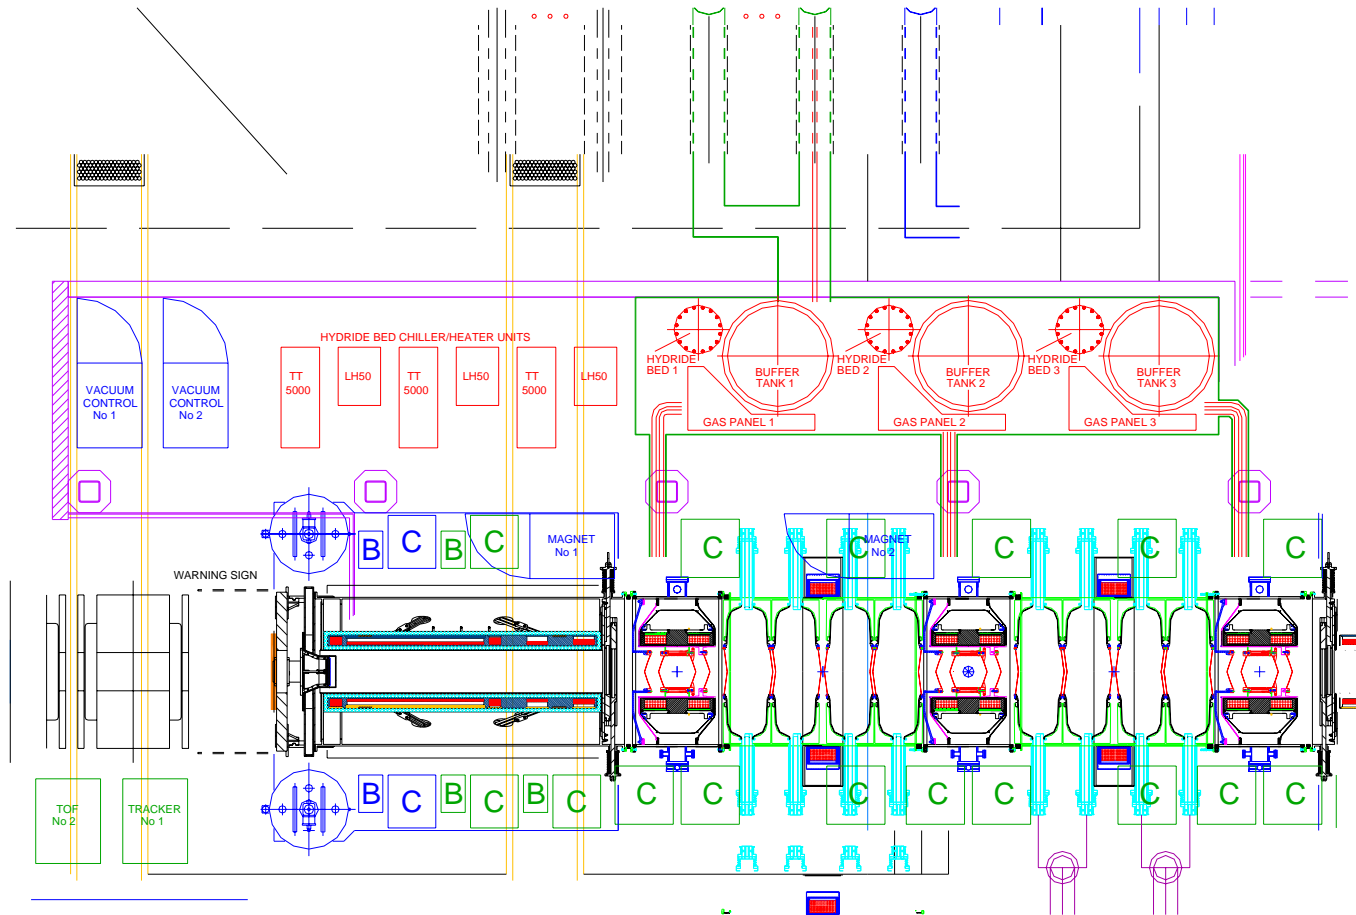 HYDRIDE BED CHILLER/HEATER UNITS
VACUUM
CONTROL
No 1
VACUUM
CONTROL
No 2
TT
5000
LH50
TT
5000
LH50
TT
5000
LH50
HYDRIDE
BED 1
BUFFER
TANK 1
HYDRIDE
BED 2
BUFFER
TANK 2
HYDRIDE
BED 3
BUFFER
TANK 3
GAS PANEL 1
GAS PANEL 2
GAS PANEL 3
B
C
B
C
MAGNET
No 1
C
C
MAGNET
No 2
C
C
C
WARNING SIGN
TOF
No 2
TRACKER
No 1
B
C
B
C
B
C
C
C
C
C
C
C
C
C